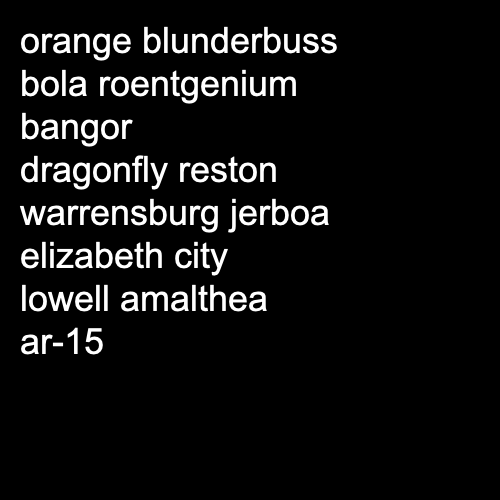 orange blunderbuss
bola roentgenium
bangor
dragonfly reston
warrensburg jerboa
elizabeth city
lowell amalthea
ar-15